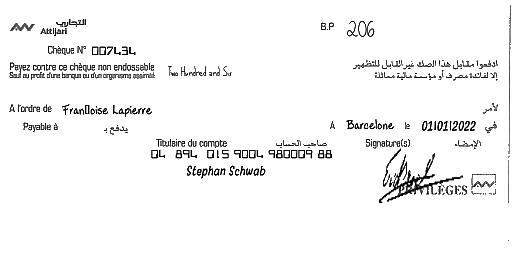 التجاري
Attijari
B.P 206
Chèque N° 007434
Payez contre ce chèque non endossable
Sauf au profit d'une banque ou d'un organisme assimilé
Two Hundred and Six
ادفعوا مقابل هذا الصك غير القابل للتظهير
إلا لفائدة مصرف أو مؤسسة مالية مماثلة
A l'ordre de Fran▯oise Lapierre
لأمر
Payable à يدفع بـ
A Barcelone le 01/01/2022 في
Titulaire du compte صاحب الحساب
Signature(s) الإمضاء
04 894 015 9004 980009 88
Stephan Schwab
PRIVILÈGES